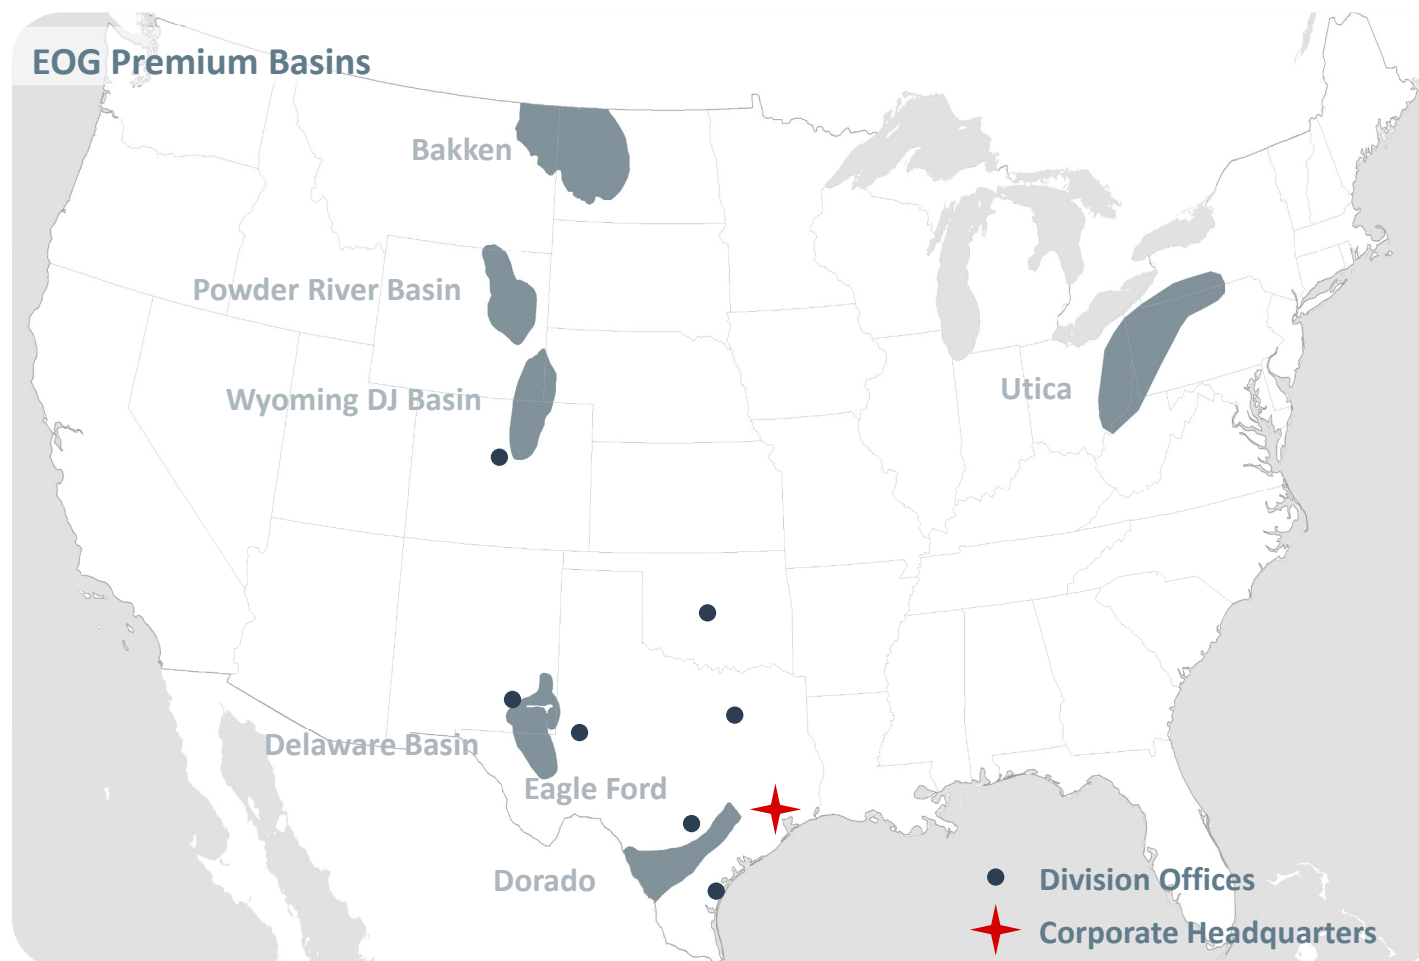 EOG Premium Basins
Bakken
Powder River Basin
Wyoming DJ Basin
Utica
Delaware Basin
Eagle Ford
Dorado
Division Offices
Corporate Headquarters